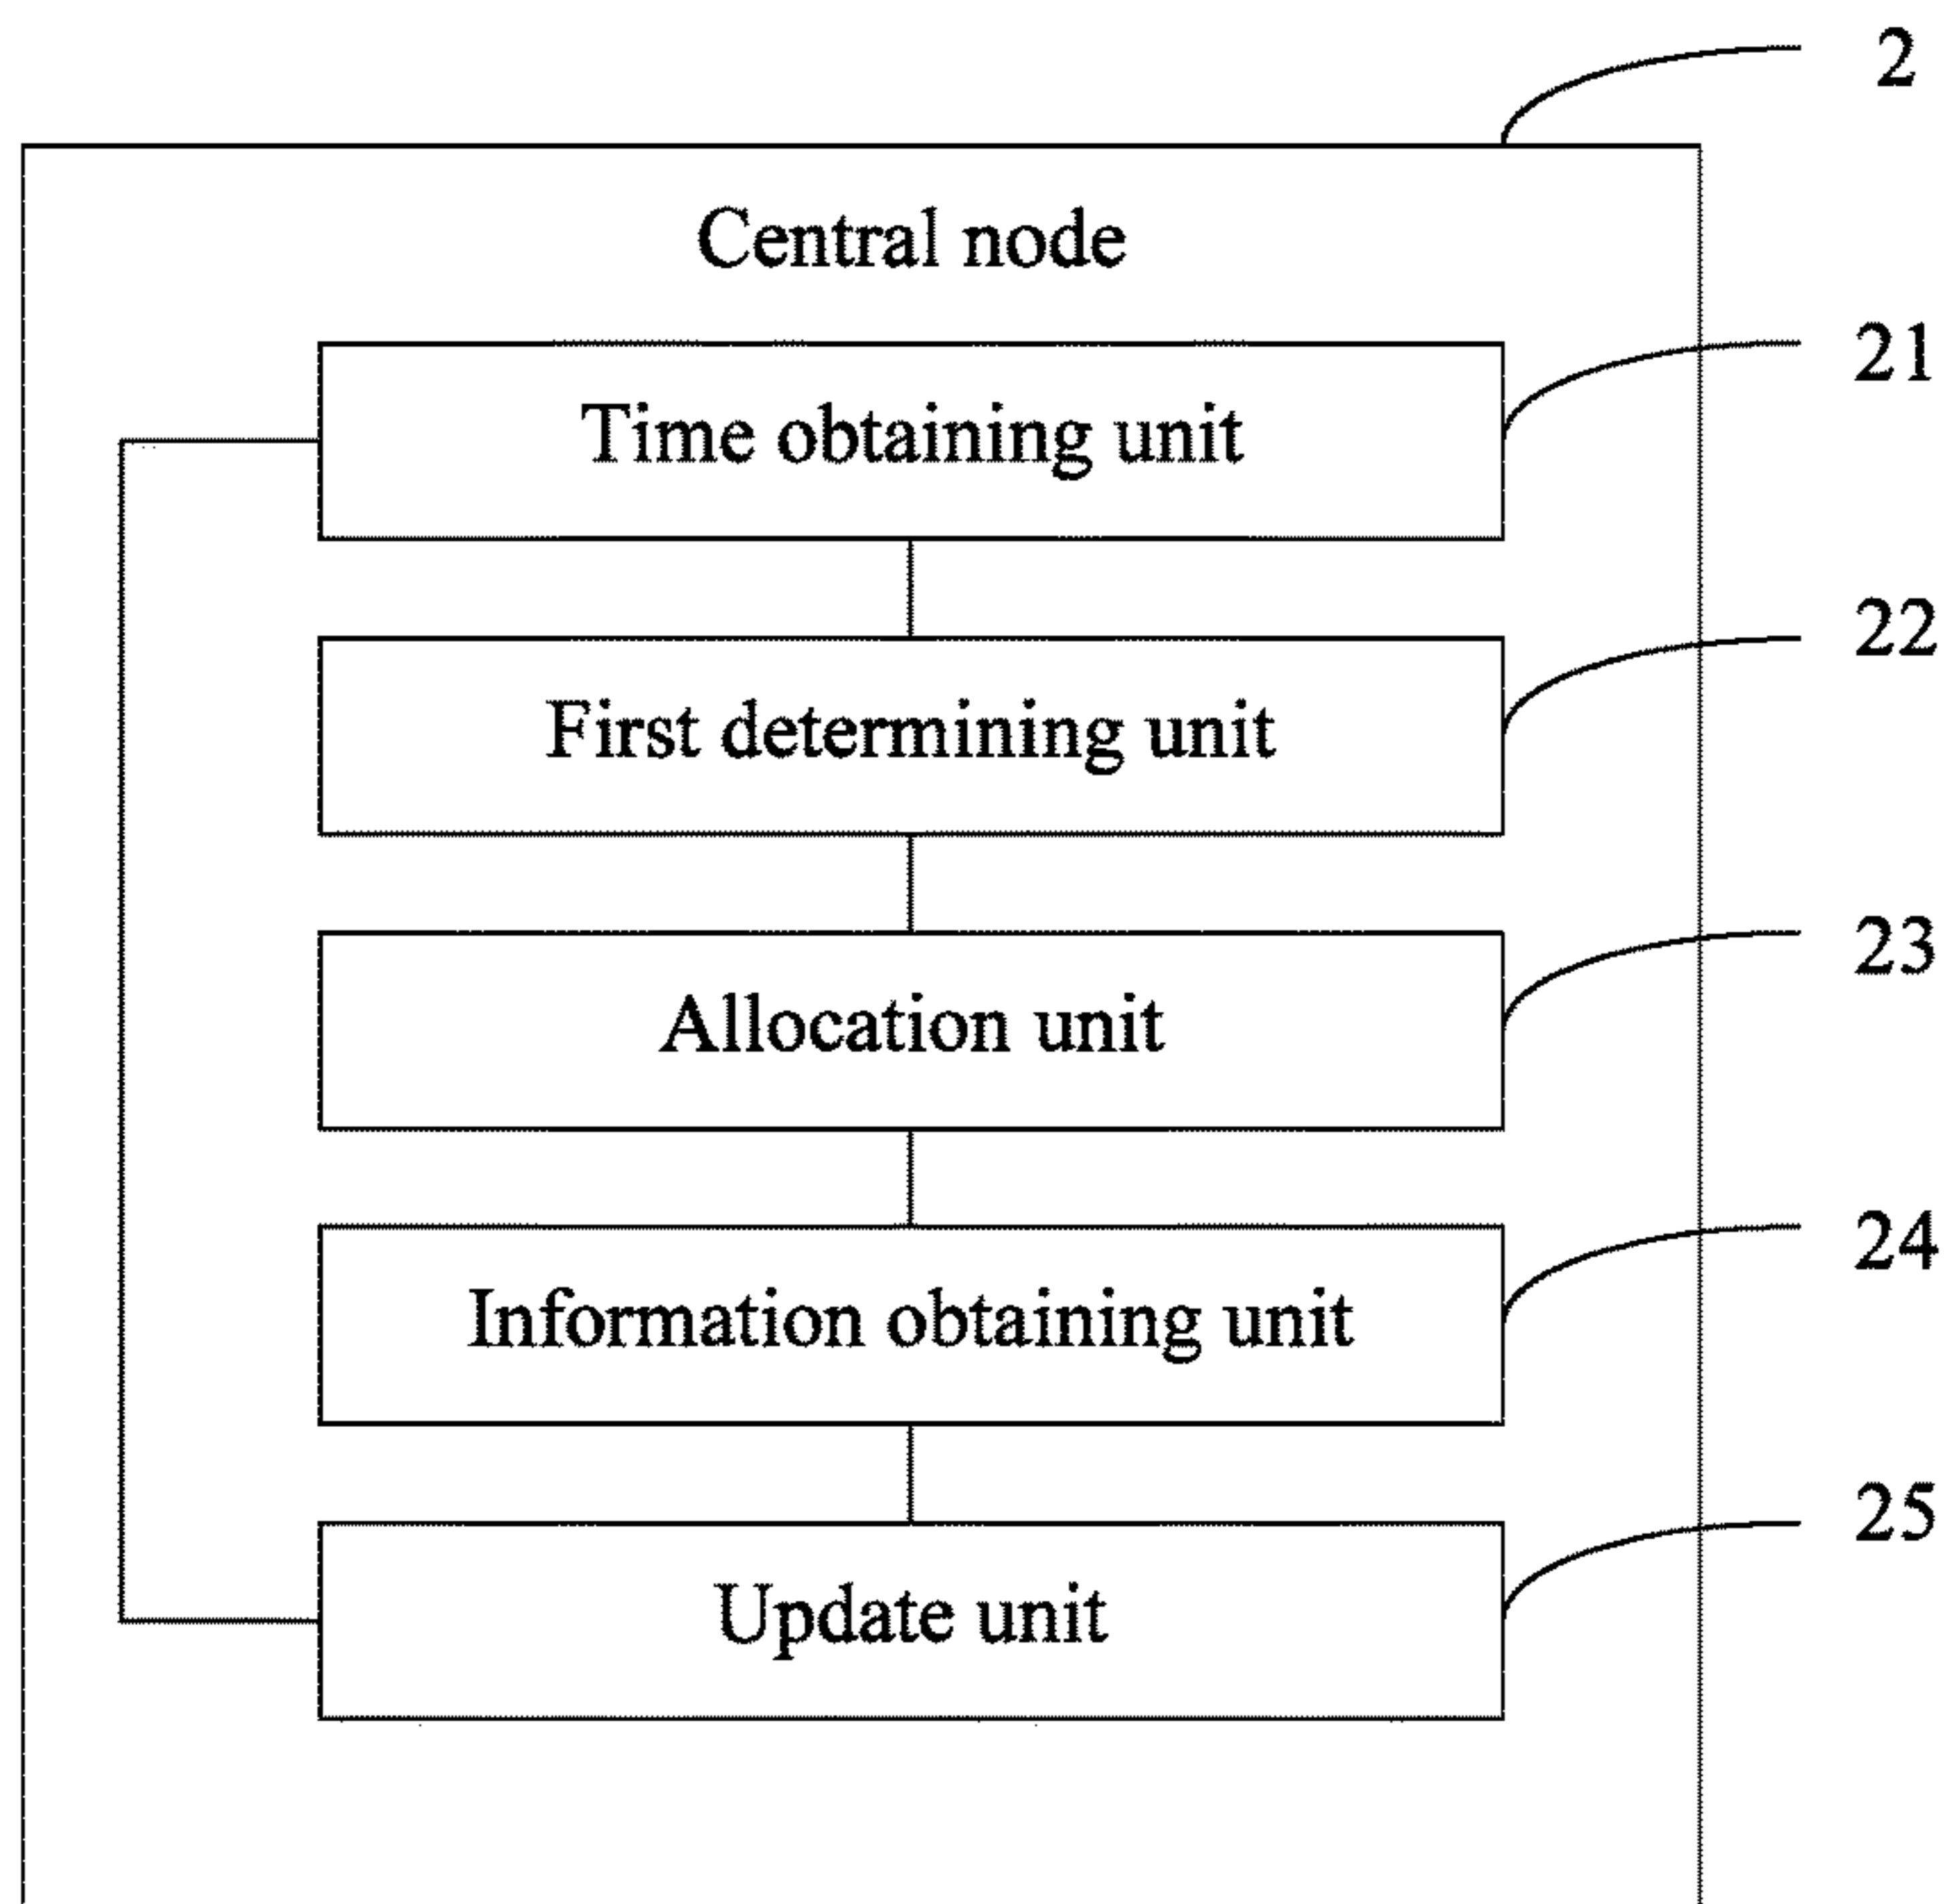 2
Central node
21
Time obtaining unit
22
First determining unit
23
Allocation unit
24
Information obtaining unit
25
Update unit